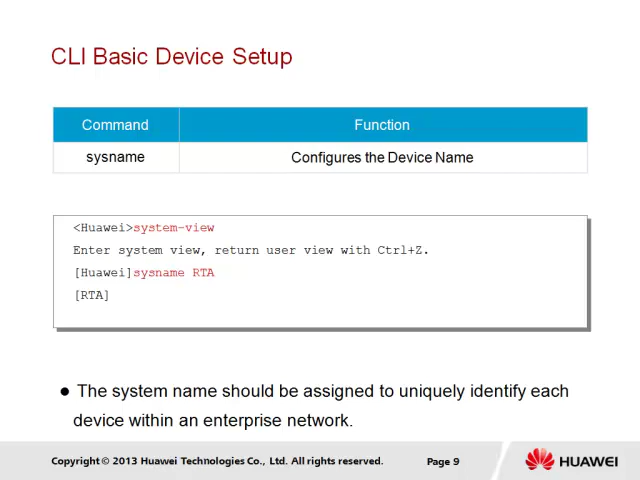 CLI Basic Device Setup
Command Function
sysname Configures the Device Name
<Huawei>system-view
Enter system view, return user view with Ctrl+Z.
[Huawei]sysname RTA
[RTA]
● The system name should be assigned to uniquely identify each
device within an enterprise network.
Copyright © 2013 Huawei Technologies Co., Ltd. All rights reserved. Page 9 HUAWEI